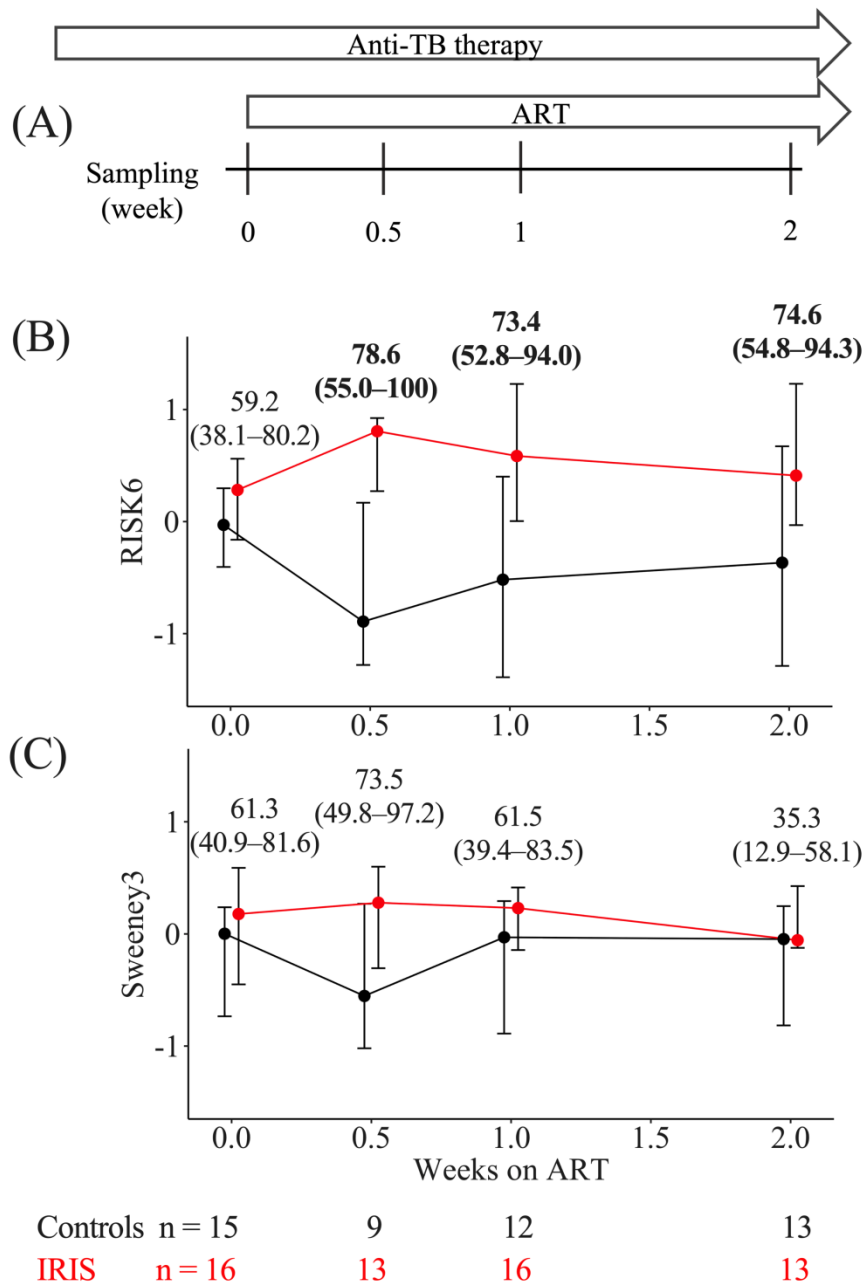 Anti-TB therapy
(A)
ART
Sampling
(week)
0 0.5 1 2
(B)
59.2
(38.1–80.2)
78.6
(55.0–100)
73.4
(52.8–94.0)
74.6
(54.8–94.3)
RISK6
1
0
-1
0.0 0.5 1.0 1.5 2.0
(C)
61.3
(40.9–81.6)
73.5
(49.8–97.2)
61.5
(39.4–83.5)
35.3
(12.9–58.1)
Sweeney3
1
0
-1
0.0 0.5 1.0 1.5 2.0
Weeks on ART
Controls n = 15 9 12 13
IRIS n = 16 13 16 13